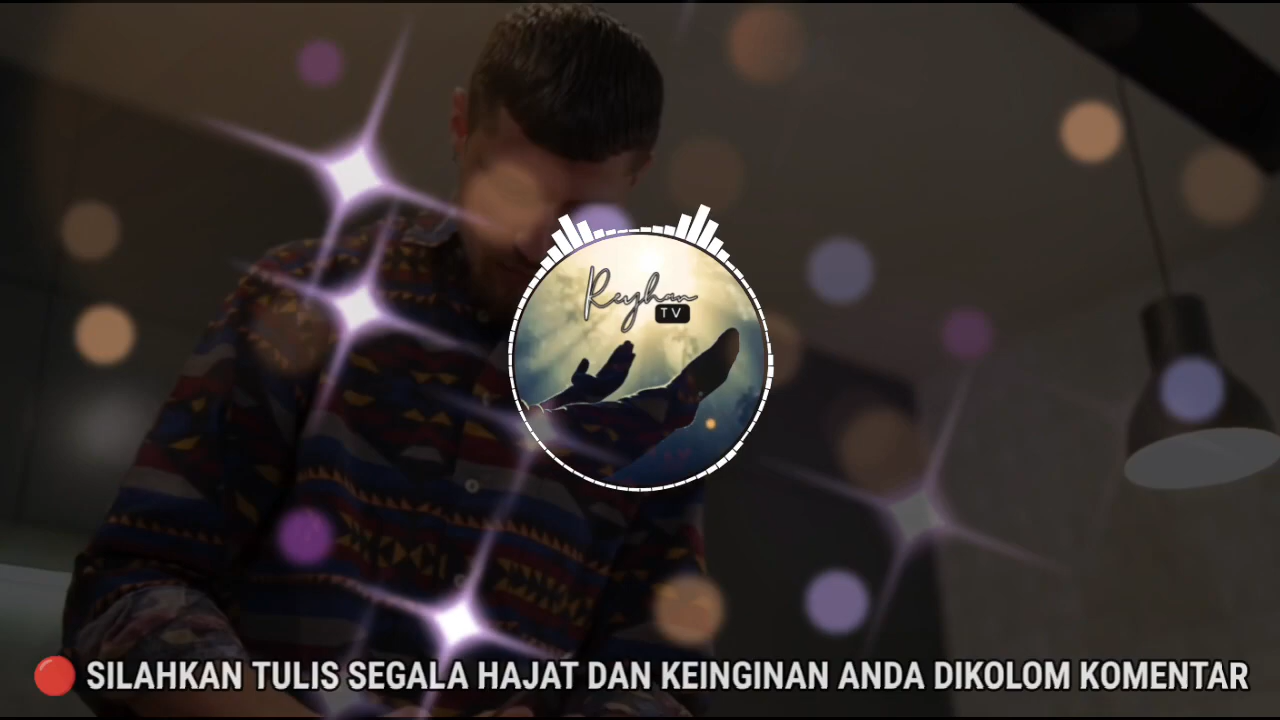 Reyhan
TV
SILAHKAN TULIS SEGALA HAJAT DAN KEINGINAN ANDA DIKOLOM KOMENTAR